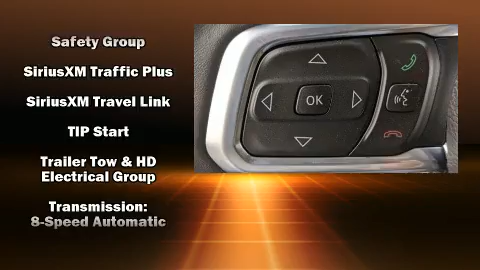 Safety Group
SiriusXM Traffic Plus
SiriusXM Travel Link
TIP Start
Trailer Tow & HD
Electrical Group
Transmission:
8-Speed Automatic
OK